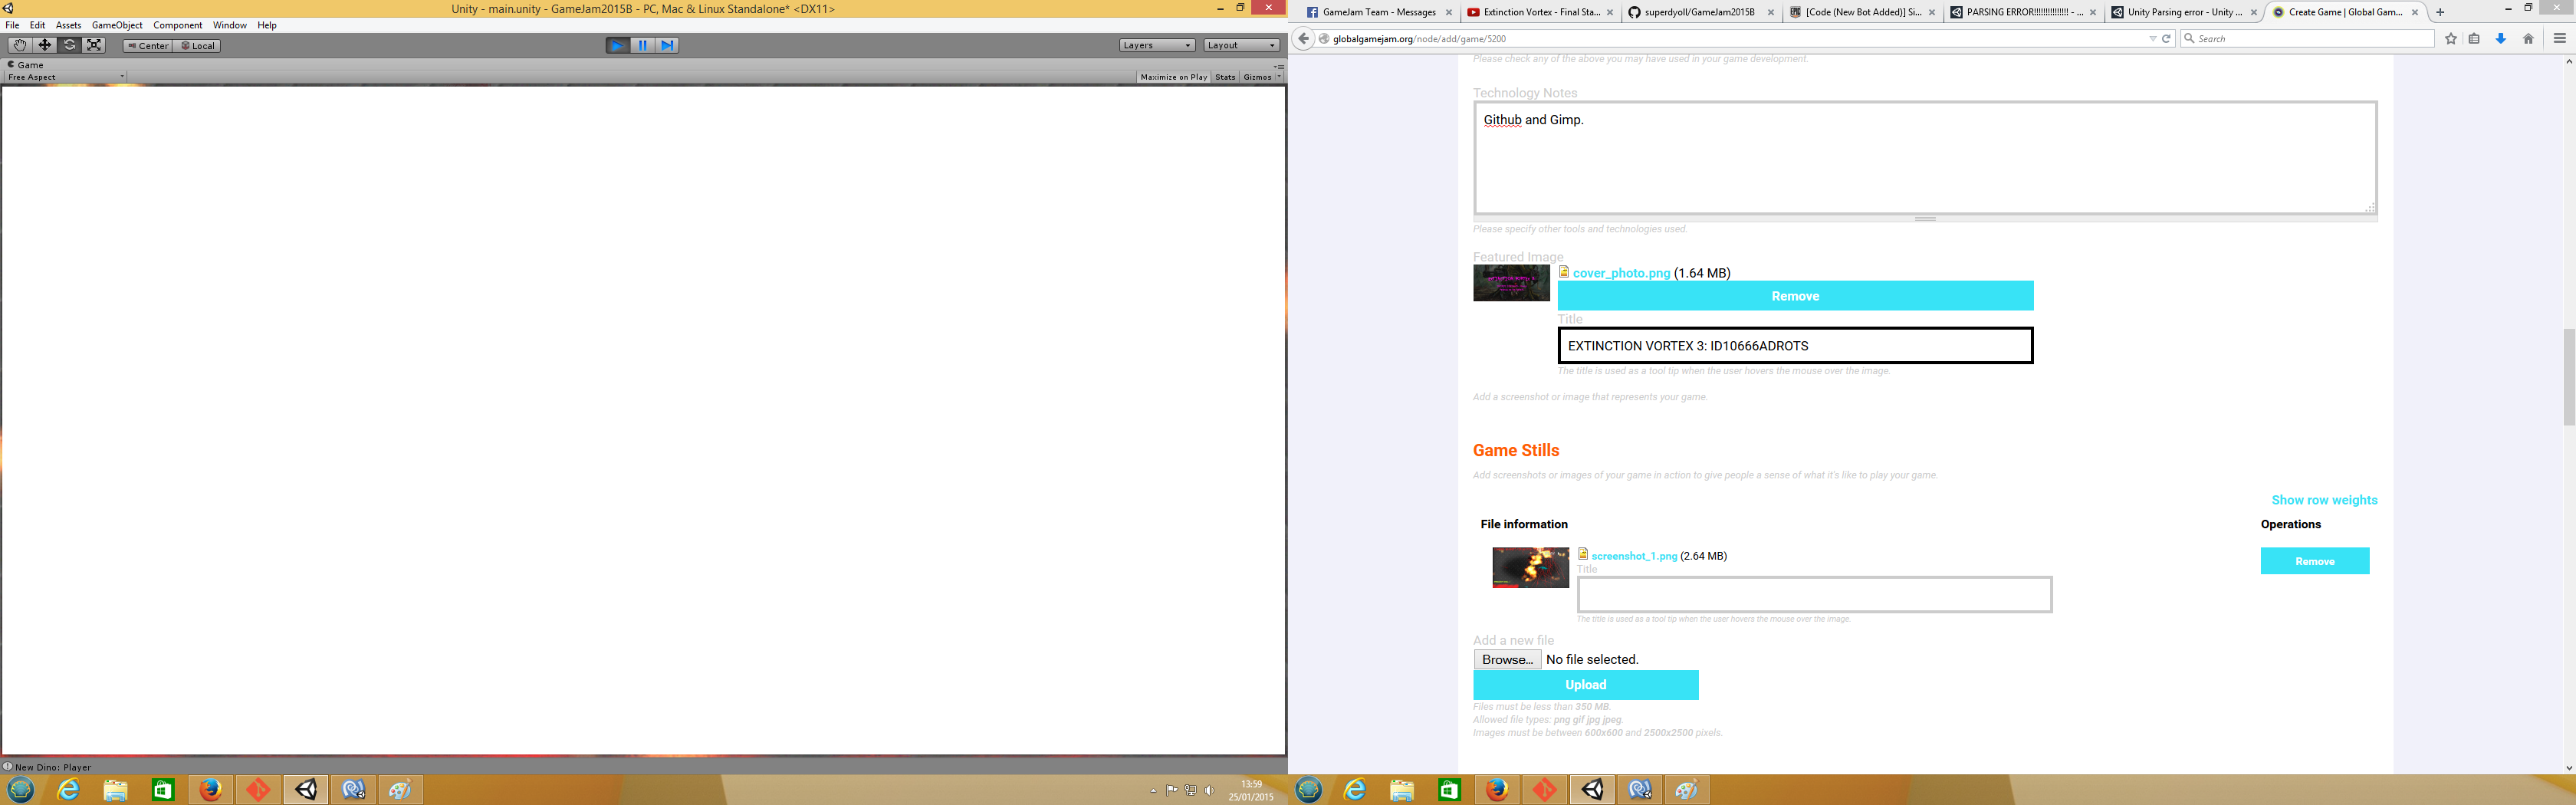 Unity - main.unity - GameJam2015B - PC, Mac & Linux Standalone* <DX11>
File Edit Assets GameObject Component Window Help
Center Local
Layers Layout
Game
Free Aspect
Maximize on Play Stats Gizmos
New Dino: Player
13:59
25/01/2015
GameJam Team - Messages
Extinction Vortex - Final Sta...
superdyoll/GameJam2015B
[Code (New Bot Added)] Si...
PARSING ERROR!!!!!!!!!!!!!!! - ...
Unity Parsing error - Unity ...
Create Game | Global Gam...
globalgamejam.org/node/add/game/5200
Search
Please check any of the above you may have used in your game development.
Technology Notes
Github and Gimp.
Please specify other tools and technologies used.
Featured Image
cover_photo.png (1.64 MB)
Remove
Title
EXTINCTION VORTEX 3: ID10666ADROTS
The title is used as a tool tip when the user hovers the mouse over the image.
Add a screenshot or image that represents your game.
Game Stills
Add screenshots or images of your game in action to give people a sense of what it's like to play your game.
Show row weights
File information Operations
screenshot_1.png (2.64 MB)
Remove
Title
The title is used as a tool tip when the user hovers the mouse over the image.
Add a new file
Browse... No file selected.
Upload
Files must be less than 350 MB.
Allowed file types: png gif jpg jpeg.
Images must be between 600x600 and 2500x2500 pixels.